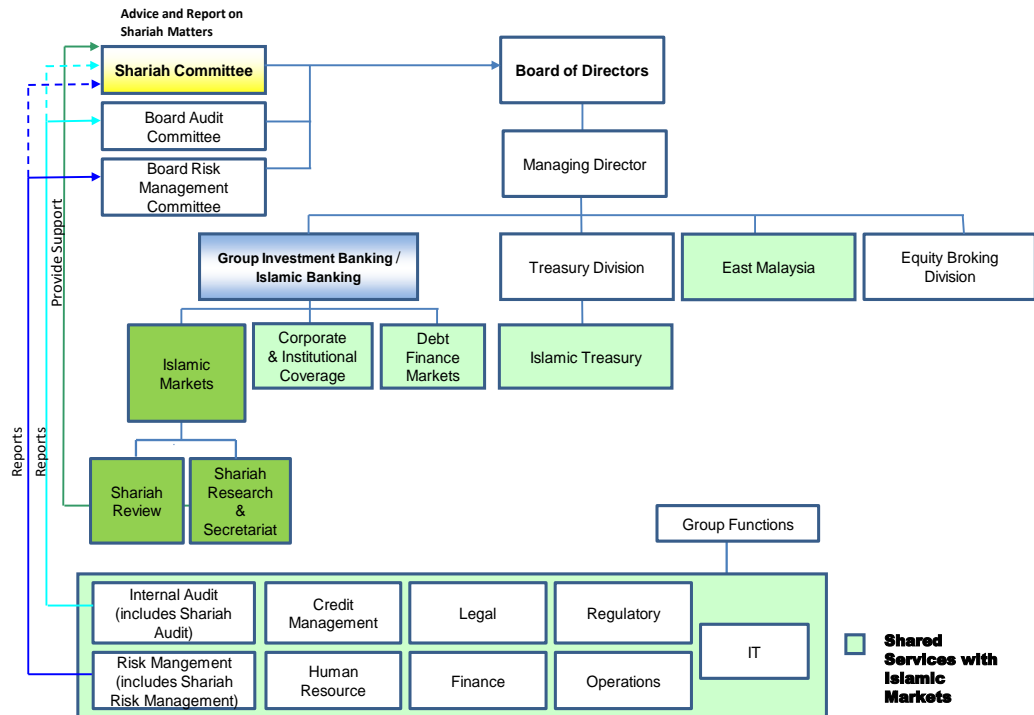 Advice and Report on
Shariah Matters
Shariah Committee
Board of Directors
Board Audit
Committee
Board Risk
Management
Committee
Managing Director
Provide Support
Group Investment Banking /
Islamic Banking
Treasury Division
East Malaysia
Equity Broking
Division
Islamic
Markets
Corporate
& Institutional
Coverage
Debt
Finance
Markets
Islamic Treasury
Reports
Reports
Shariah
Review
Shariah
Research
&
Secretariat
Group Functions
Internal Audit
(includes Shariah
Audit)
Credit
Management
Legal
Regulatory
IT
Risk Mangement
(includes Shariah
Risk Management)
Human
Resource
Finance
Operations
Shared
Services with
Islamic
Markets